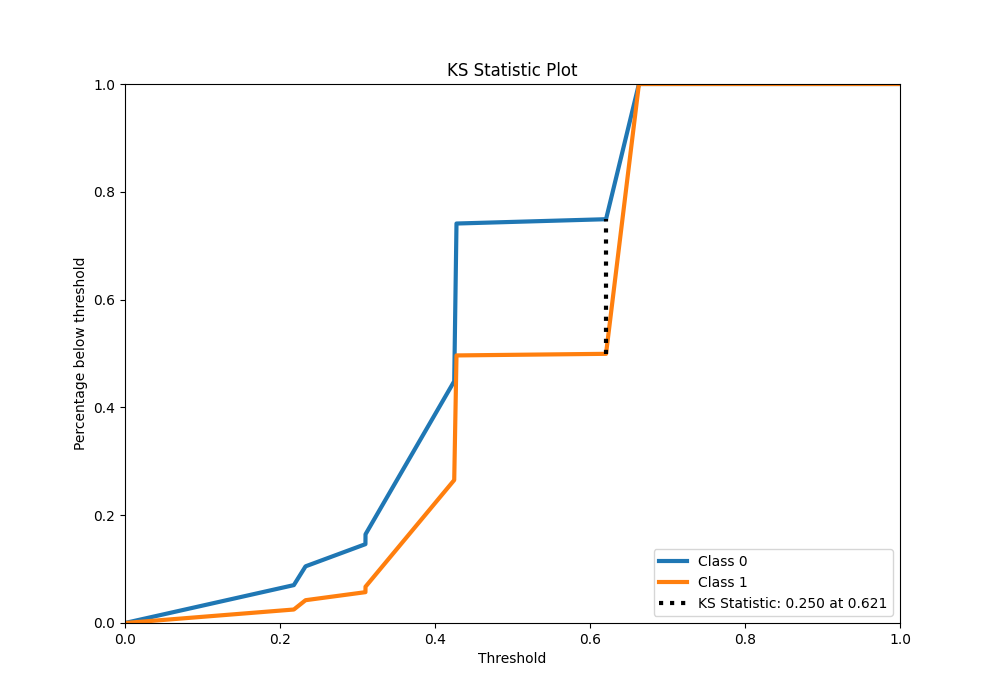 KS Statistic Plot
1.0
0.8
0.6
0.4
0.2
0.0
Percentage below threshold
0.0 0.2 0.4 0.6 0.8 1.0
Threshold
Class 0
Class 1
KS Statistic: 0.250 at 0.621